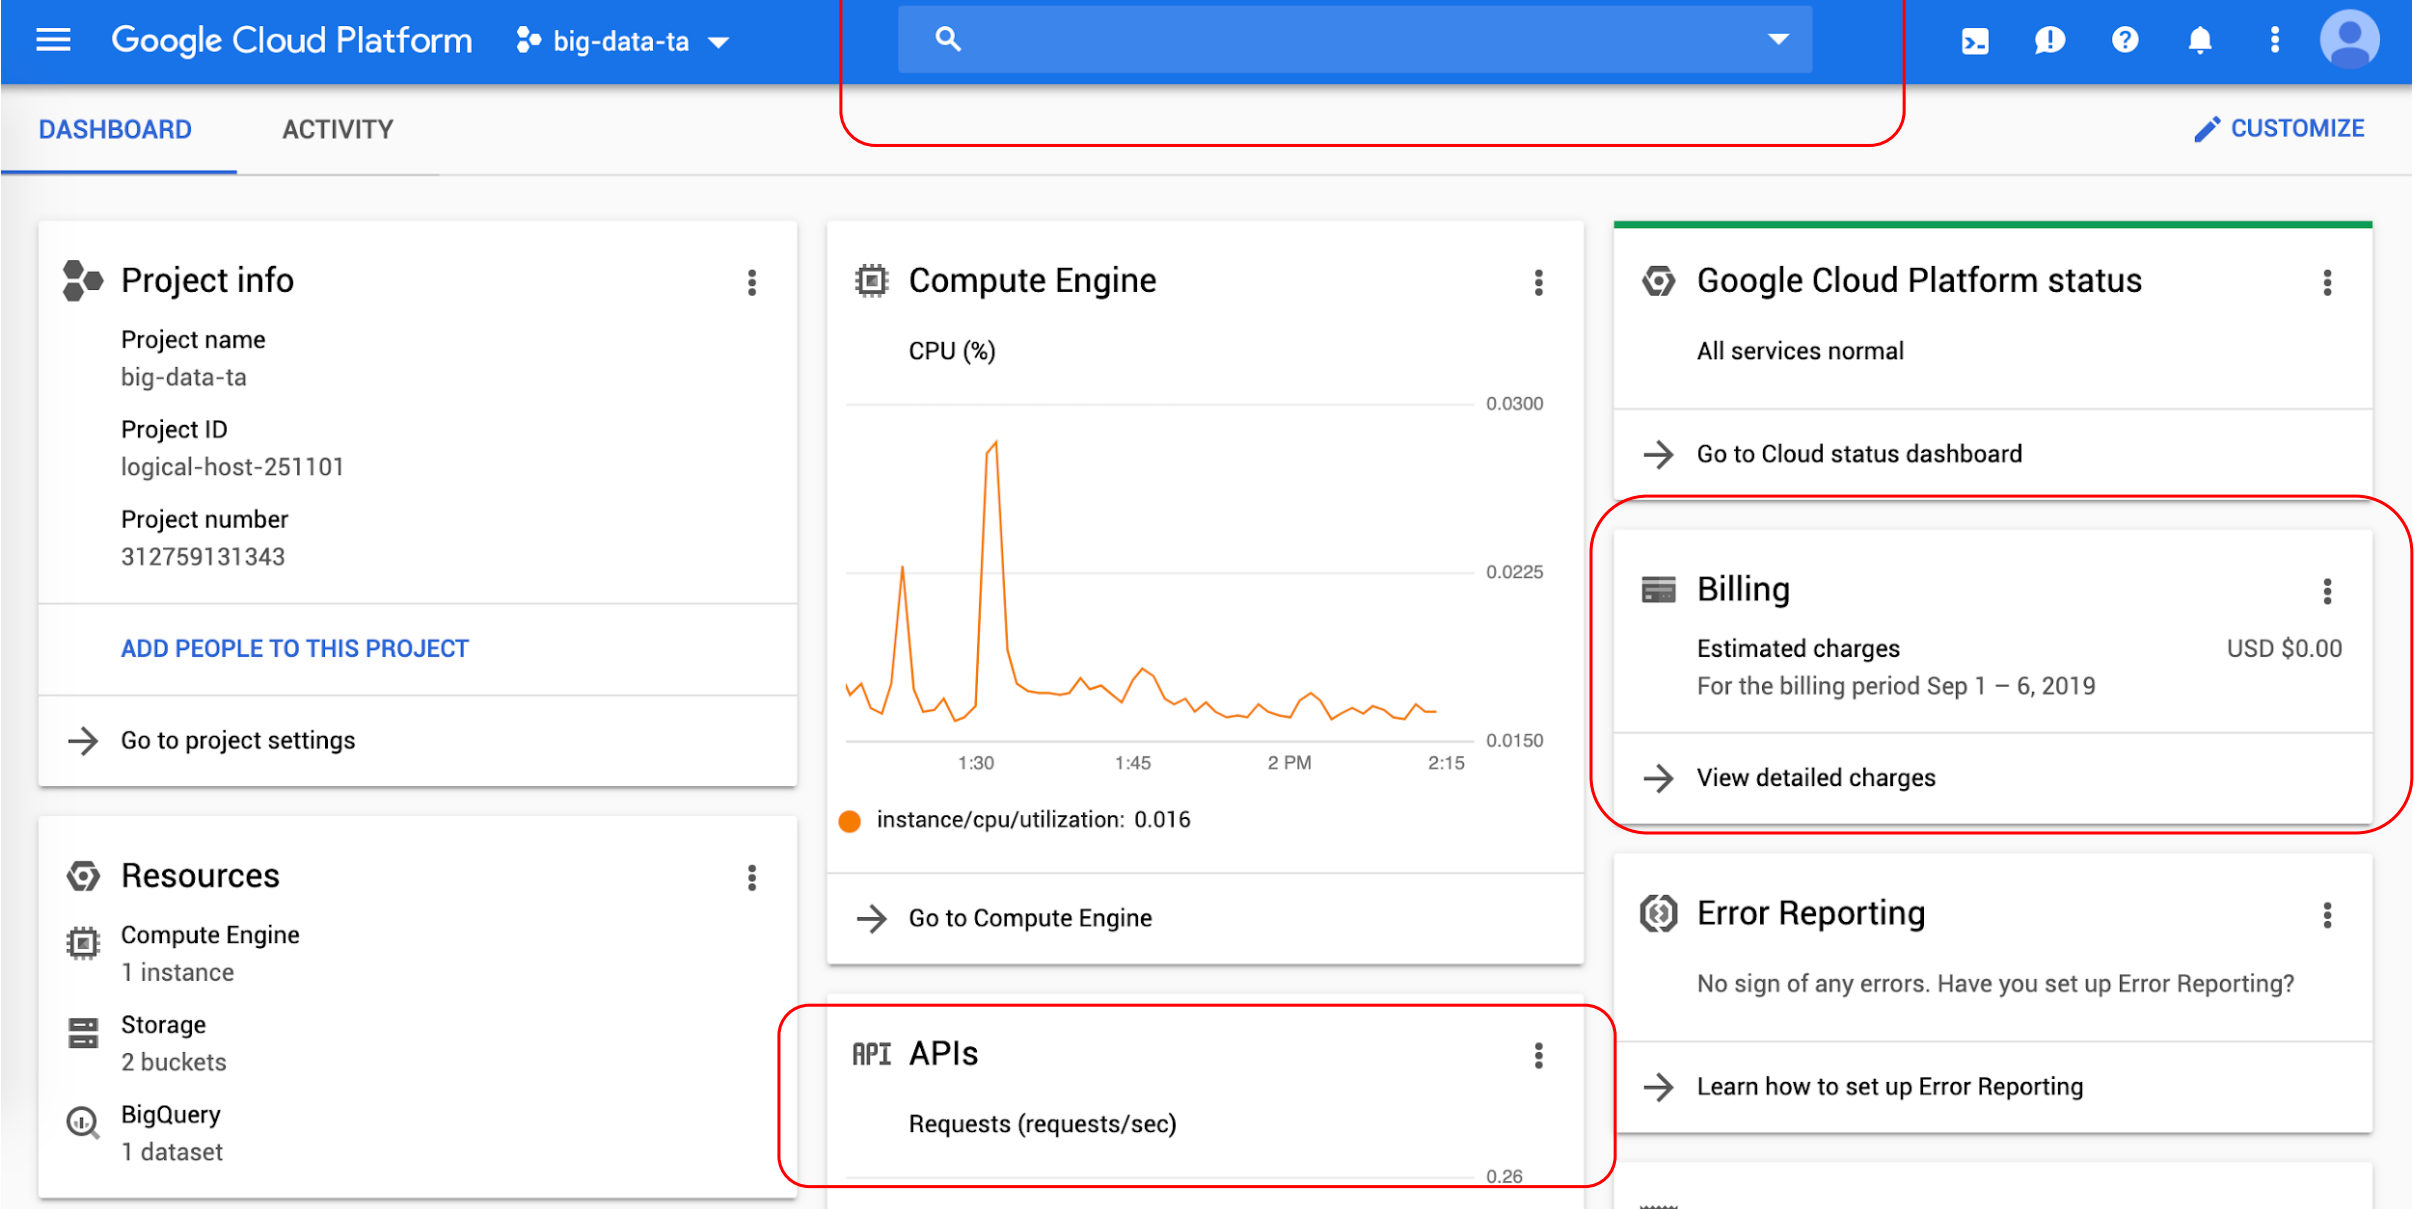 Google Cloud Platform
big-data-ta
DASHBOARD
ACTIVITY
CUSTOMIZE
Project info
Project name
big-data-ta
Project ID
logical-host-251101
Project number
312759131343
ADD PEOPLE TO THIS PROJECT
Go to project settings
Resources
Compute Engine
1 instance
Storage
2 buckets
BigQuery
1 dataset
Compute Engine
CPU (%)
0.0300
0.0225
0.0150
1:30
1:45
2 PM
2:15
instance/cpu/utilization: 0.016
Go to Compute Engine
API APIs
Requests (requests/sec)
0.26
Google Cloud Platform status
All services normal
Go to Cloud status dashboard
Billing
Estimated charges USD $0.00
For the billing period Sep 1 – 6, 2019
View detailed charges
Error Reporting
No sign of any errors. Have you set up Error Reporting?
Learn how to set up Error Reporting